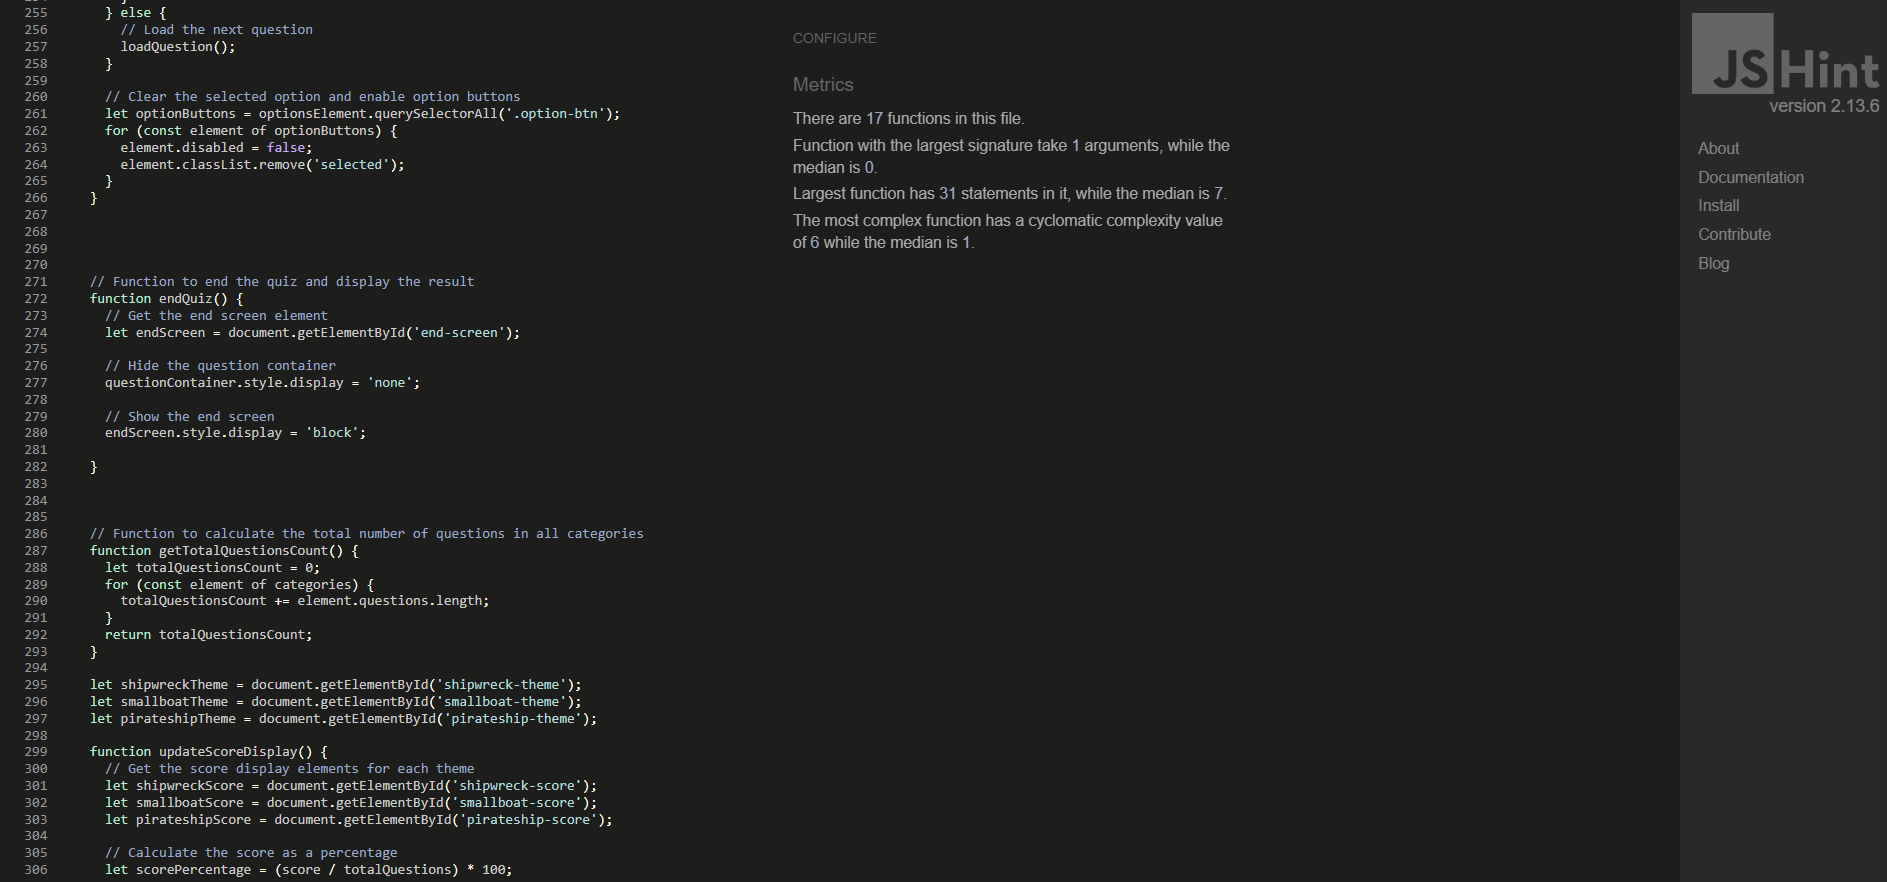 255 } else {
256 // Load the next question
257 loadQuestion();
258 }
259
260 // Clear the selected option and enable option buttons
261 let optionButtons = optionsElement.querySelectorAll('.option-btn');
262 for (const element of optionButtons) {
263 element.disabled = false;
264 element.classList.remove('selected');
265 }
266 }
267
268
269
270
271 // Function to end the quiz and display the result
272 function endQuiz() {
273 // Get the end screen element
274 let endScreen = document.getElementById('end-screen');
275
276 // Hide the question container
277 questionContainer.style.display = 'none';
278
279 // Show the end screen
280 endScreen.style.display = 'block';
281
282 }
283
284
285
286 // Function to calculate the total number of questions in all categories
287 function getTotalQuestionsCount() {
288 let totalQuestionsCount = 0;
289 for (const element of categories) {
290 totalQuestionsCount += element.questions.length;
291 }
292 return totalQuestionsCount;
293 }
294
295 let shipwreckTheme = document.getElementById('shipwreck-theme');
296 let smallboatTheme = document.getElementById('smallboat-theme');
297 let pirateshipTheme = document.getElementById('pirateship-theme');
298
299 function updateScoreDisplay() {
300 // Get the score display elements for each theme
301 let shipwreckScore = document.getElementById('shipwreck-score');
302 let smallboatScore = document.getElementById('smallboat-score');
303 let pirateshipScore = document.getElementById('pirateship-score');
304
305 // Calculate the score as a percentage
306 let scorePercentage = (score / totalQuestions) * 100;
CONFIGURE
Metrics
There are 17 functions in this file.
Function with the largest signature take 1 arguments, while the
median is 0.
Largest function has 31 statements in it, while the median is 7.
The most complex function has a cyclomatic complexity value
of 6 while the median is 1.
JSHint
version 2.13.6
About
Documentation
Install
Contribute
Blog